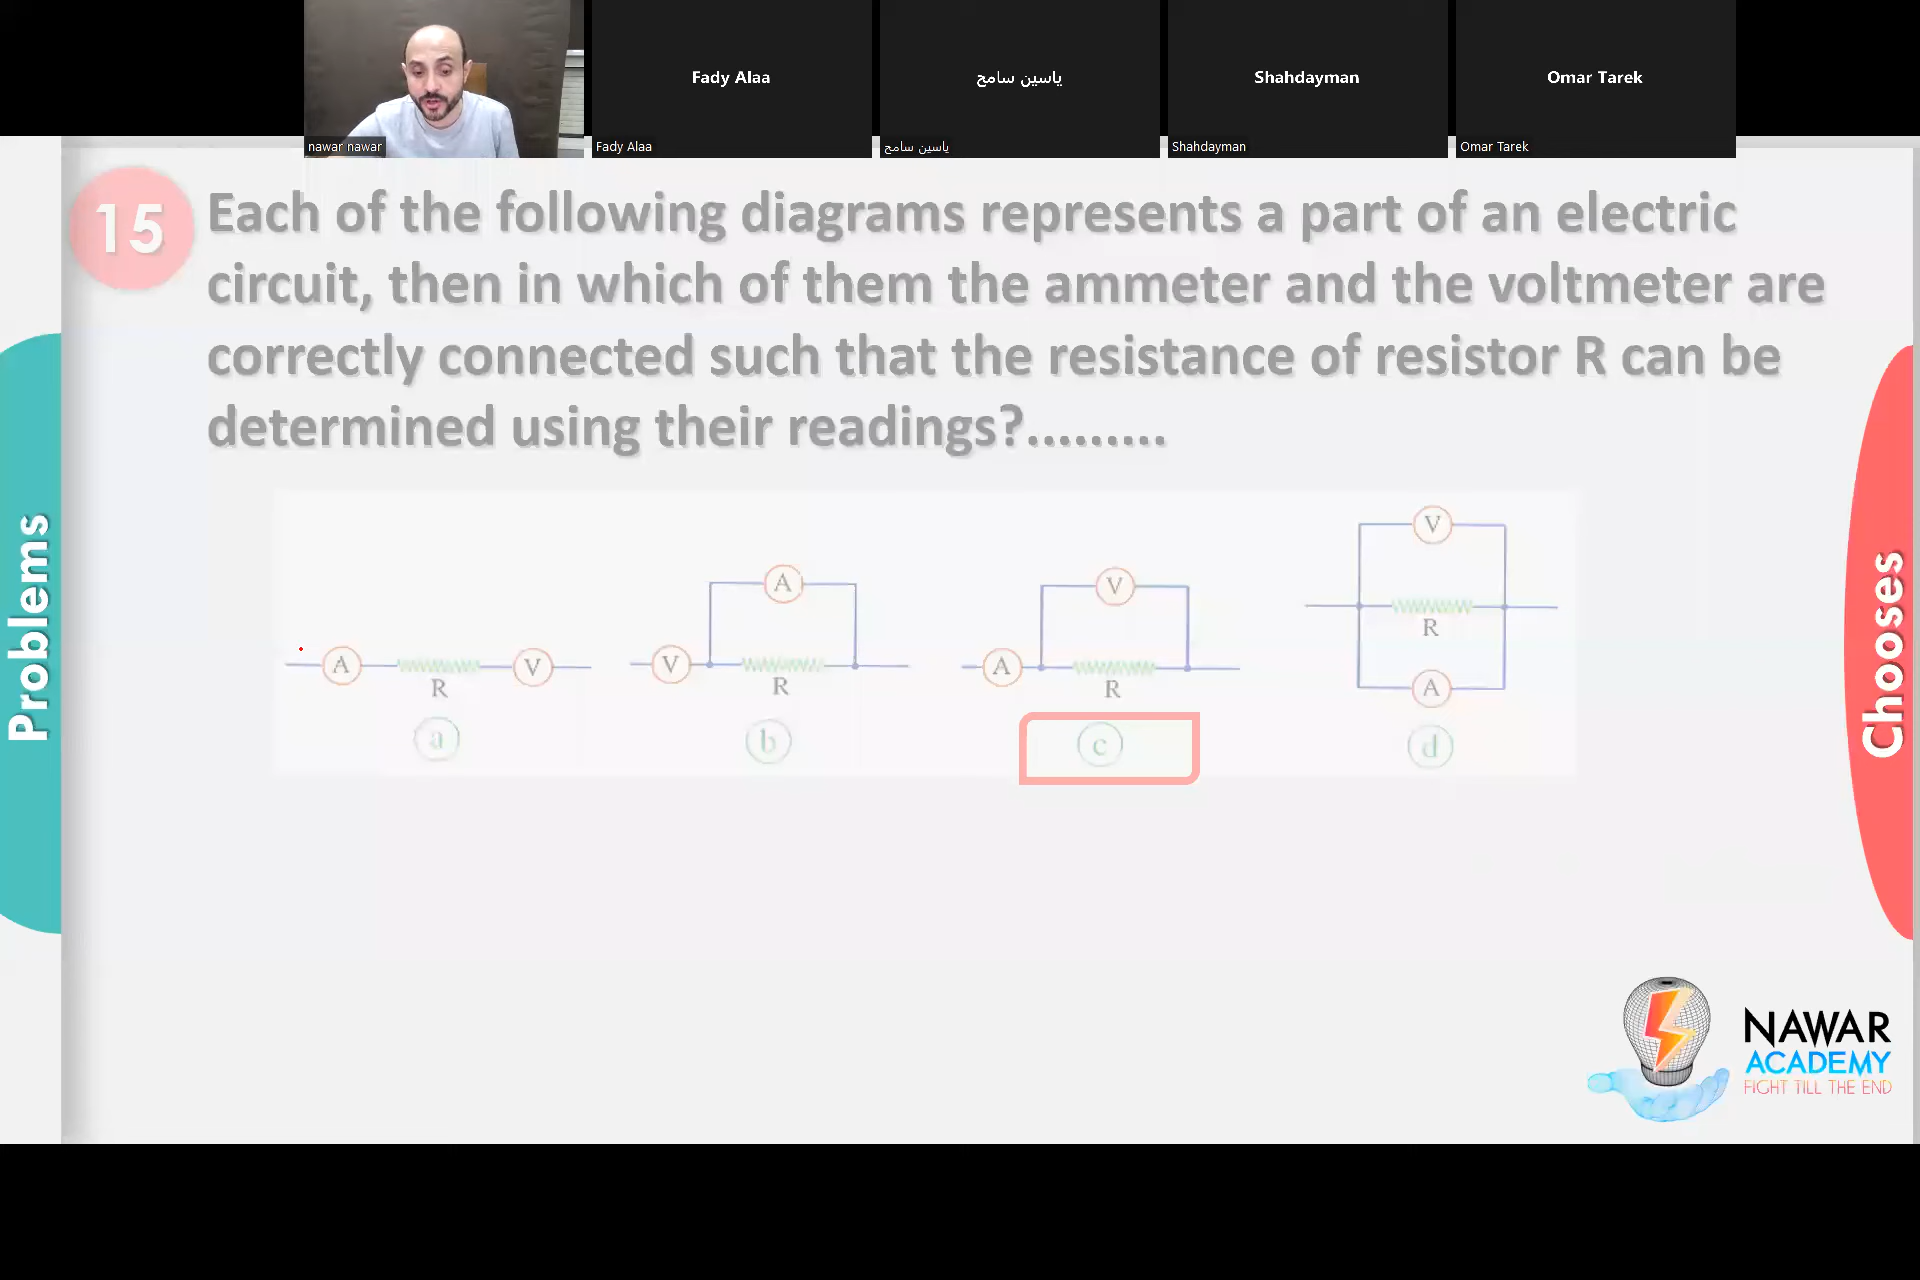 Fady Alaa
ياسين سامح
Shahdayman
Omar Tarek
nawar nawar
Fady Alaa
ياسين سامح
Shahdayman
Omar Tarek
15
Each of the following diagrams represents a part of an electric
circuit, then in which of them the ammeter and the voltmeter are
correctly connected such that the resistance of resistor R can be
determined using their readings?.........
Problems
Chooses
A R V
a
A
V R
b
V
A R
c
V
R
A
d
NAWAR
ACADEMY
FIGHT TILL THE END